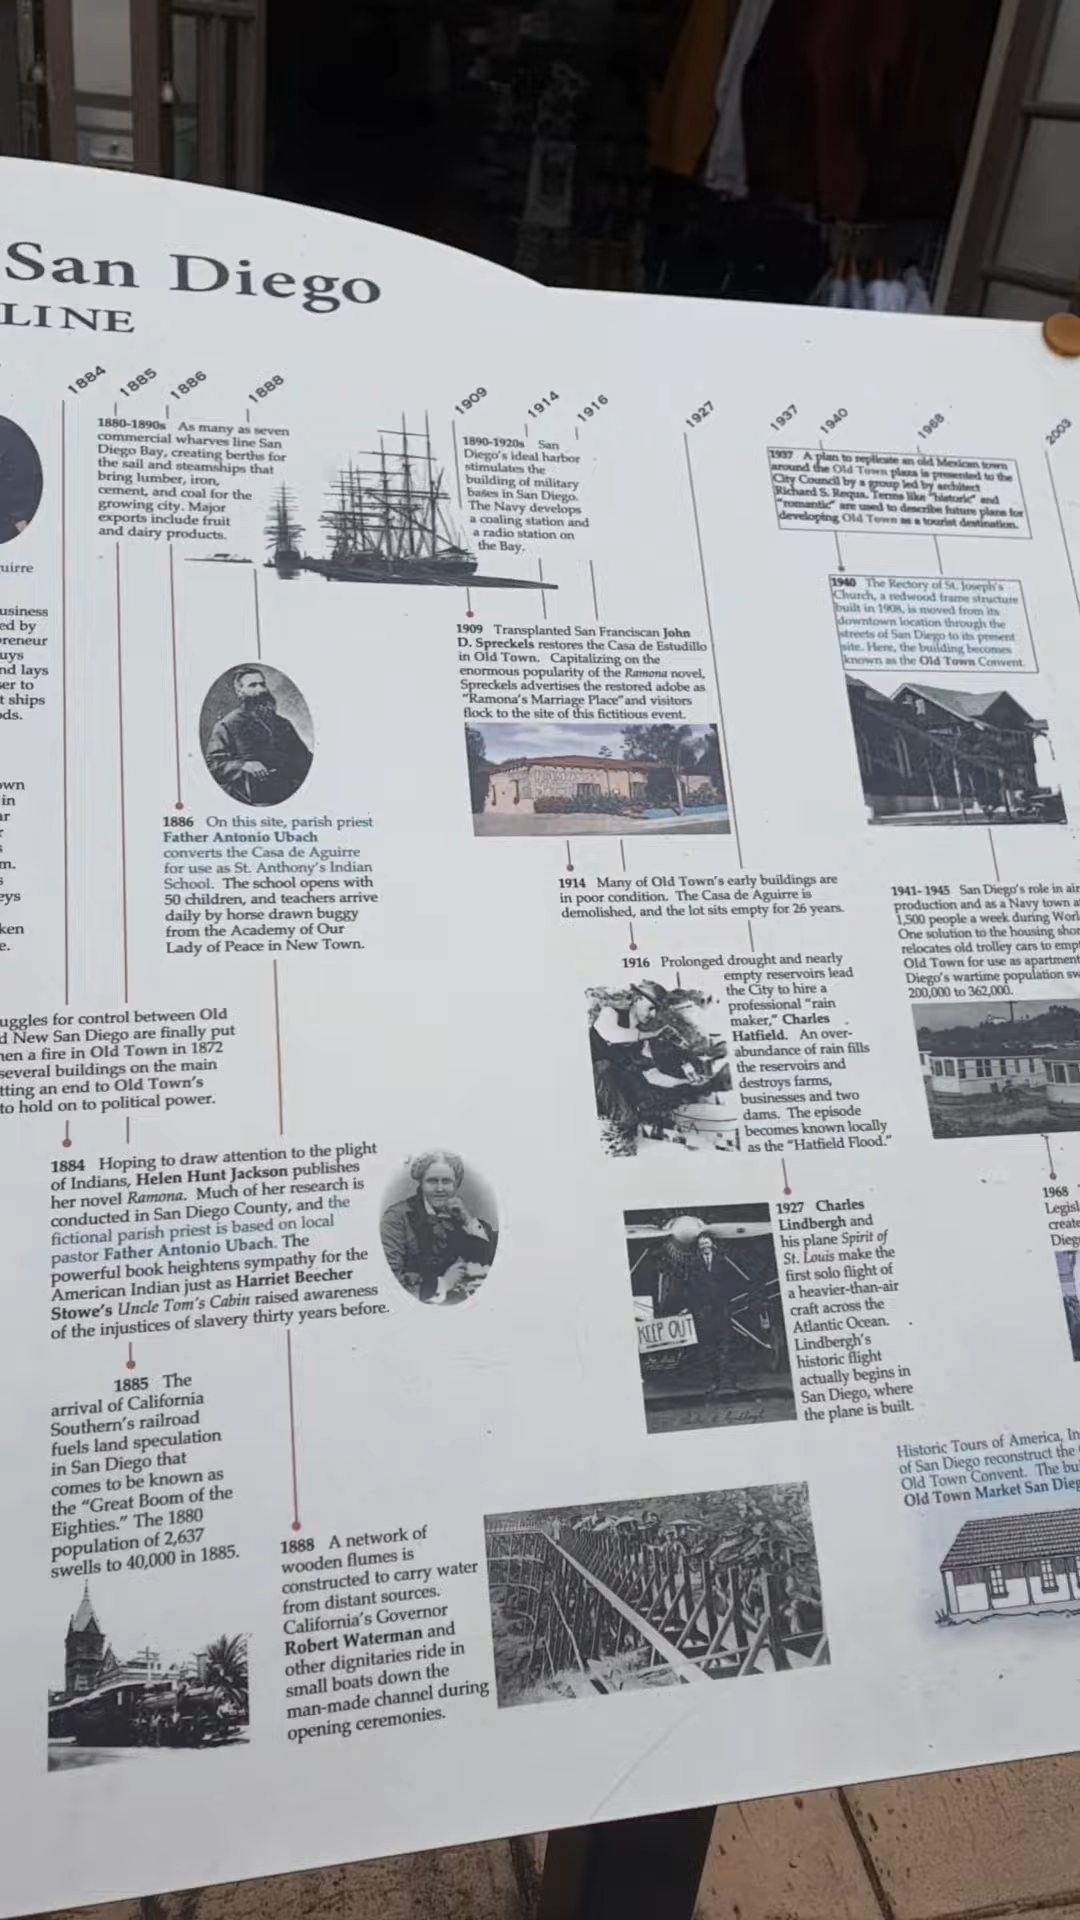 San Diego
LINE
1884
1885
1886
1888
1909
1914
1916
1927
1937
1940
1968
2003
1880-1890s As many as seven
commercial wharves line San
Diego Bay, creating berths for
the sail and steamships that
bring lumber, iron,
cement, and coal for the
growing city. Major
exports include fruit
and dairy products.
1890-1920s San
Diego's ideal harbor
stimulates the
building of military
bases in San Diego.
The Navy develops
a coaling station and
a radio station on
the Bay.
1937 A plan to replicate an old Mexican town
around the Old Town plaza is presented to the
City Council by a group led by architect
Richard S. Requa. Terms like "historic" and
"romantic" are used to describe future plans for
developing Old Town as a tourist destination.
1940 The Rectory of St. Joseph's
Church, a redwood frame structure
built in 1908, is moved from its
downtown location through the
streets of San Diego to its present
site. Here, the building becomes
known as the Old Town Convent.
1909 Transplanted San Franciscan John
D. Spreckels restores the Casa de Estudillo
in Old Town. Capitalizing on the
enormous popularity of the Ramona novel,
Spreckels advertises the restored adobe as
"Ramona's Marriage Place" and visitors
flock to the site of this fictitious event.
1886 On this site, parish priest
Father Antonio Ubach
converts the Casa de Aguirre
for use as St. Anthony's Indian
School. The school opens with
50 children, and teachers arrive
daily by horse drawn buggy
from the Academy of Our
Lady of Peace in New Town.
1914 Many of Old Town's early buildings are
in poor condition. The Casa de Aguirre is
demolished, and the lot sits empty for 26 years.
1916 Prolonged drought and nearly
empty reservoirs lead
the City to hire a
professional "rain
maker," Charles
Hatfield. An over-
abundance of rain fills
the reservoirs and
destroys farms,
businesses and two
dams. The episode
becomes known locally
as the "Hatfield Flood."
1941-1945 San Diego's role in air
production and as a Navy town a
1,500 people a week during Worl
One solution to the housing shor
relocates old trolley cars to empt
Old Town for use as apartment
Diego's wartime population sw
200,000 to 362,000.
uirre
usiness
ed by
preneur
uys
nd lays
er to
t ships
ods.
own
in
ar
r
s
m.
s
eys
ken
e.
uggles for control between Old
d New San Diego are finally put
hen a fire in Old Town in 1872
several buildings on the main
tting an end to Old Town's
to hold on to political power.
1884 Hoping to draw attention to the plight
of Indians, Helen Hunt Jackson publishes
her novel Ramona. Much of her research is
conducted in San Diego County, and the
fictional parish priest is based on local
pastor Father Antonio Ubach. The
powerful book heightens sympathy for the
American Indian just as Harriet Beecher
Stowe's Uncle Tom's Cabin raised awareness
of the injustices of slavery thirty years before.
1885 The
arrival of California
Southern's railroad
fuels land speculation
in San Diego that
comes to be known as
the "Great Boom of the
Eighties." The 1880
population of 2,637
swells to 40,000 in 1885.
1888 A network of
wooden flumes is
constructed to carry water
from distant sources.
California's Governor
Robert Waterman and
other dignitaries ride in
small boats down the
man-made channel during
opening ceremonies.
KEEP OUT
1927 Charles
Lindbergh and
his plane Spirit of
St. Louis make the
first solo flight of
a heavier-than-air
craft across the
Atlantic Ocean.
Lindbergh's
historic flight
actually begins in
San Diego, where
the plane is built.
1968
Legisl
create
Dieg
Historic Tours of America, In
of San Diego reconstruct the
Old Town Convent. The bu
Old Town Market San Dieg